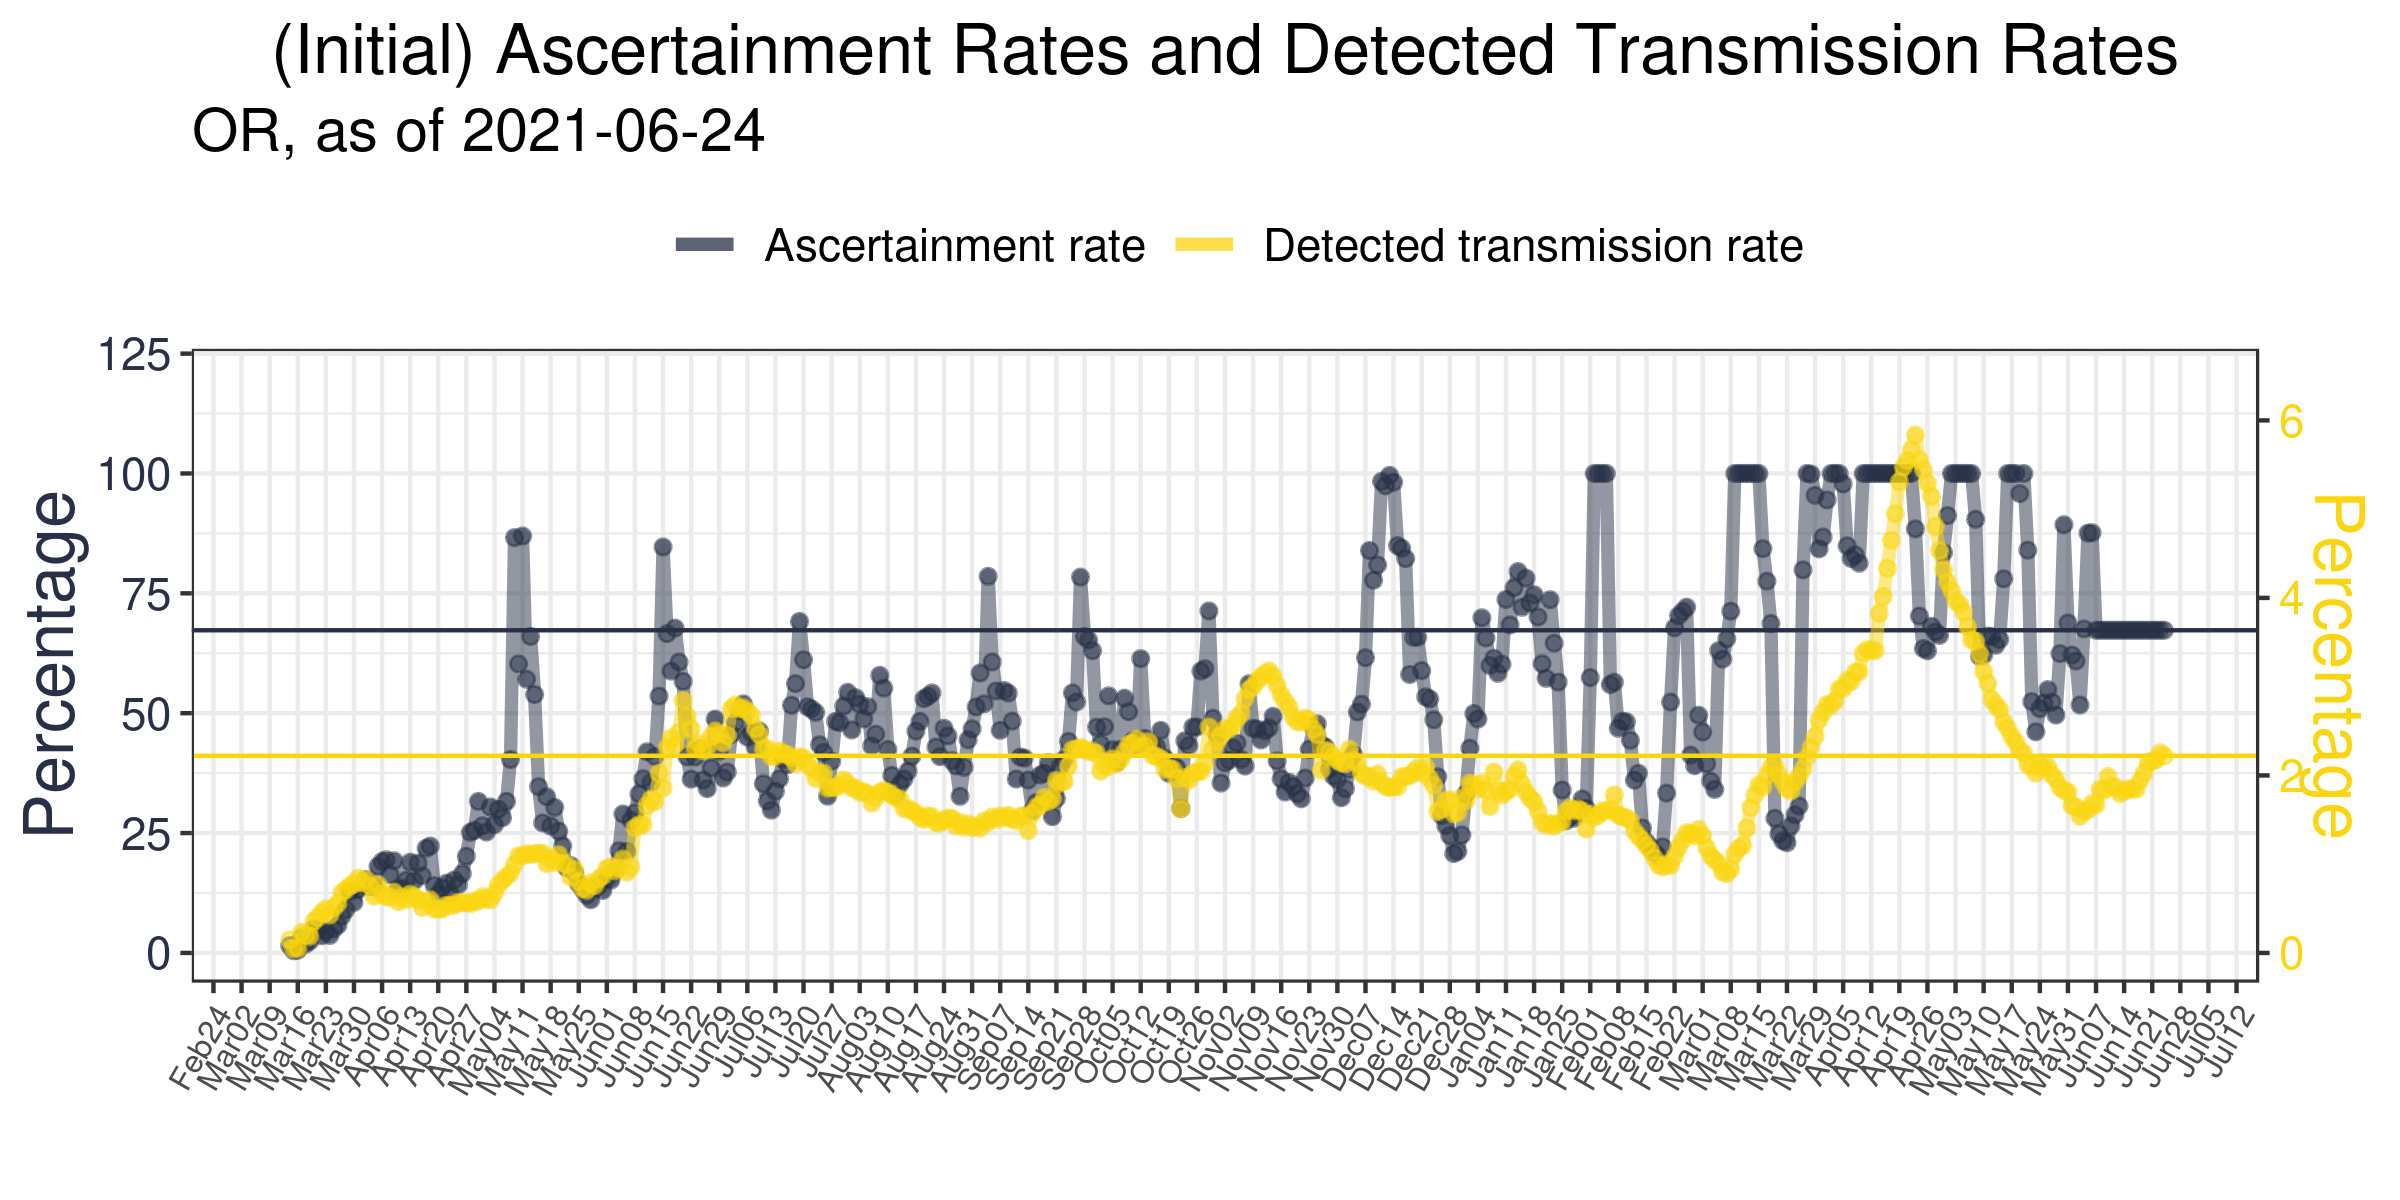 (Initial) Ascertainment Rates and Detected Transmission Rates
OR, as of 2021-06-24
Ascertainment rate
Detected transmission rate
125
100
75
50
25
0
Percentage
6
4
2
0
Percentage
Feb24
Mar02
Mar09
Mar16
Mar23
Mar30
Apr06
Apr13
Apr20
Apr27
May04
May11
May18
May25
Jun01
Jun08
Jun15
Jun22
Jun29
Jul06
Jul13
Jul20
Jul27
Aug03
Aug10
Aug17
Aug24
Aug31
Sep07
Sep14
Sep21
Sep28
Oct05
Oct12
Oct19
Oct26
Nov02
Nov09
Nov16
Nov23
Nov30
Dec07
Dec14
Dec21
Dec28
Jan04
Jan11
Jan18
Jan25
Feb01
Feb08
Feb15
Feb22
Mar01
Mar08
Mar15
Mar22
Mar29
Apr05
Apr12
Apr19
Apr26
May03
May10
May17
May24
May31
Jun07
Jun14
Jun21
Jun28
Jul05
Jul12